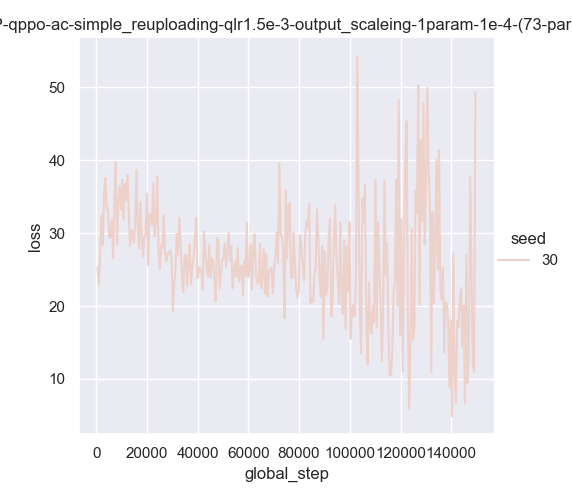 P-qppo-ac-simple_reuploading-qlr1.5e-3-output_scaleing-1param-1e-4-(73-par
50
40
30
20
10
loss
0 20000 40000 60000 80000 100000 120000 140000
global_step
seed
30